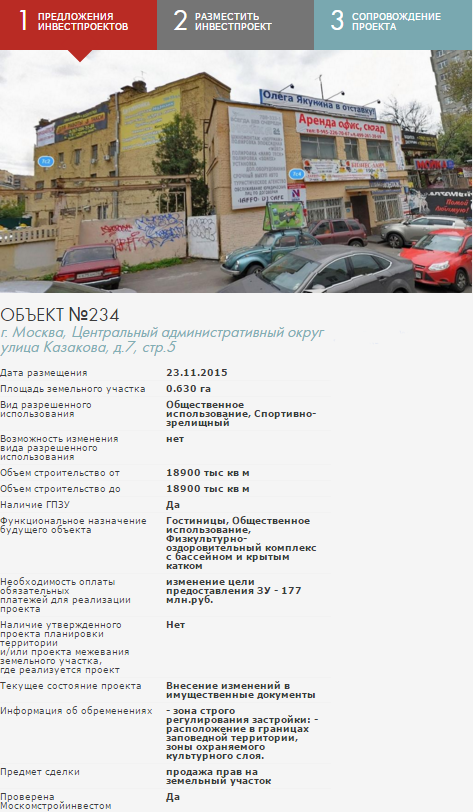 1 ПРЕДЛОЖЕНИЯ
ИНВЕСТПРОЕКТОВ
2 РАЗМЕСТИТЬ
ИНВЕСТПРОЕКТ
3 СОПРОВОЖДЕНИЕ
ПРОЕКТА
Олега Якунина в отставку!
Аренда офис, склад
7с2
7с4
ОБЪЕКТ №234
г. Москва, Центральный административный округ
улица Казакова, д.7, стр.5
Дата размещения 23.11.2015
Площадь земельного участка 0.630 га
Вид разрешенного Общественное
использования использование, Спортивно-
зрелищный
Возможность изменения нет
вида разрешенного
использования
Объем строительство от 18900 тыс кв м
Объем строительство до 18900 тыс кв м
Наличие ГПЗУ Да
Функциональное назначение Гостиницы, Общественное
будущего объекта использование,
Физкультурно-
оздоровительный комплекс
с бассейном и крытым
катком
Необходимость оплаты изменение цели
обязательных предоставления ЗУ - 177
платежей для реализации млн.руб.
проекта
Наличие утвержденного Нет
проекта планировки
территории
и/или проекта межевания
земельного участка,
где реализуется проект
Текущее состояние проекта Внесение изменений в
имущественные документы
Информация об обременениях - зона строго
регулирования застройки: -
расположение в границах
заповедной территории,
зоны охраняемого
культурного слоя.
Предмет сделки продажа прав на
земельный участок
Проверена Да
Москомстройинвестом